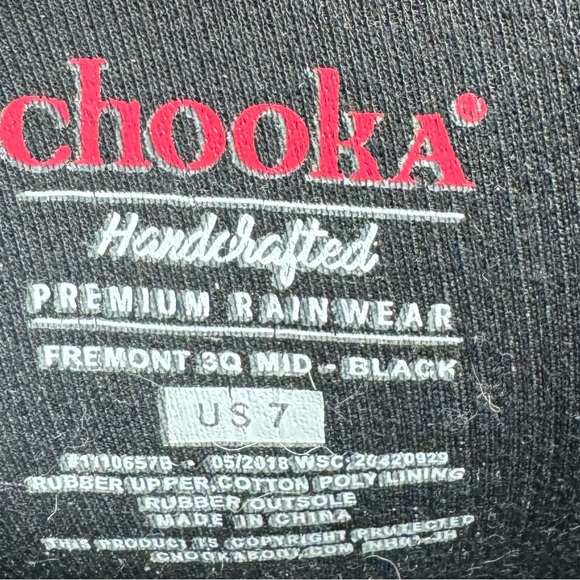 chookA®
Handcrafted
PREMIUM RAINWEAR
FREMONT 3Q MID - BLACK
US 7
#1110657B - 05/2018 WSC 20420929
RUBBER UPPER, COTTON POLY LINING
RUBBER OUTSOLE
MADE IN CHINA
THIS PRODUCT IS COPYRIGHT PROTECTED
CHOOKABOOT.COM